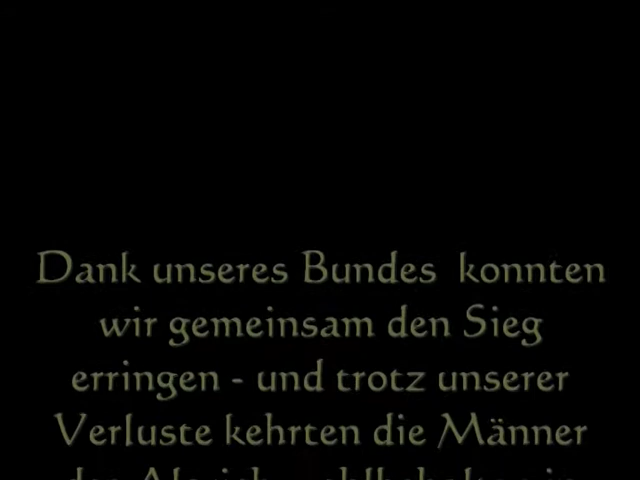 Dank unseres Bundes konnten
wir gemeinsam den Sieg
erringen - und trotz unserer
Verluste kehrten die Männer